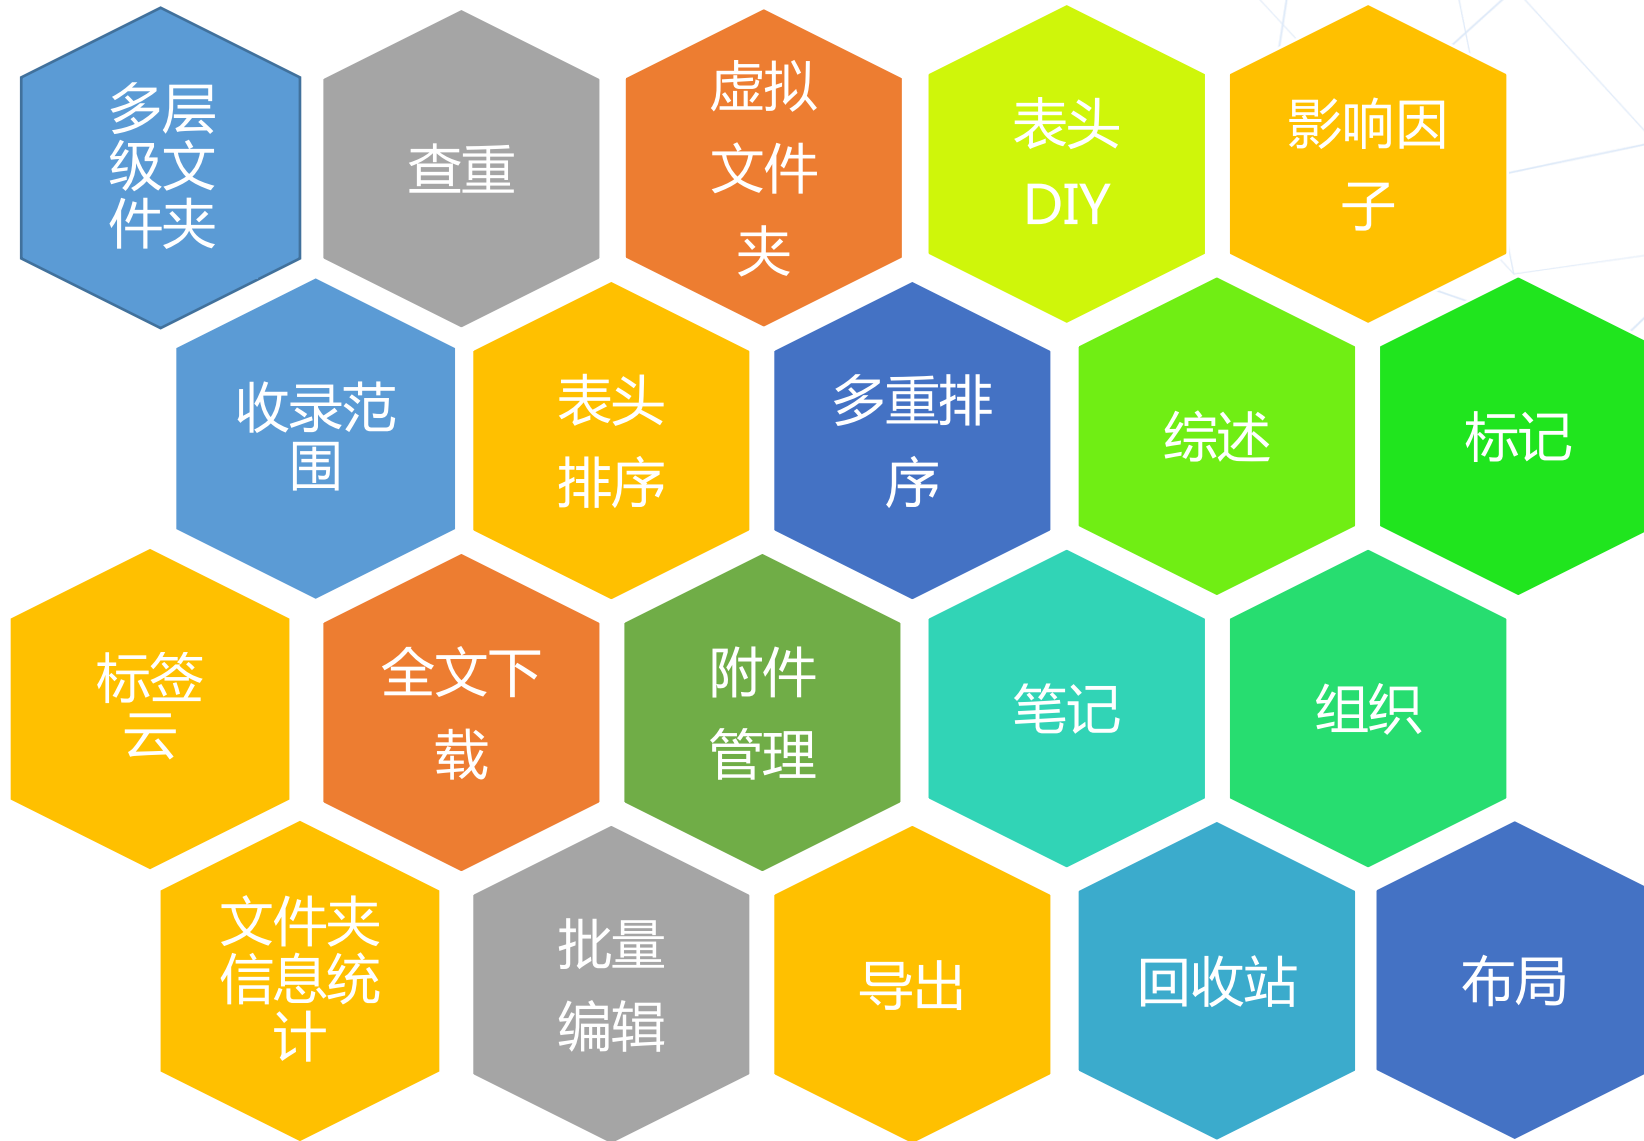 多层
级文
件夹
查重
虚拟
文件
夹
表头
DIY
影响因
子
收录范
围
表头
排序
多重排
序
综述
标记
标签
云
全文下
载
附件
管理
笔记
组织
文件夹
信息统
计
批量
编辑
导出
回收站
布局